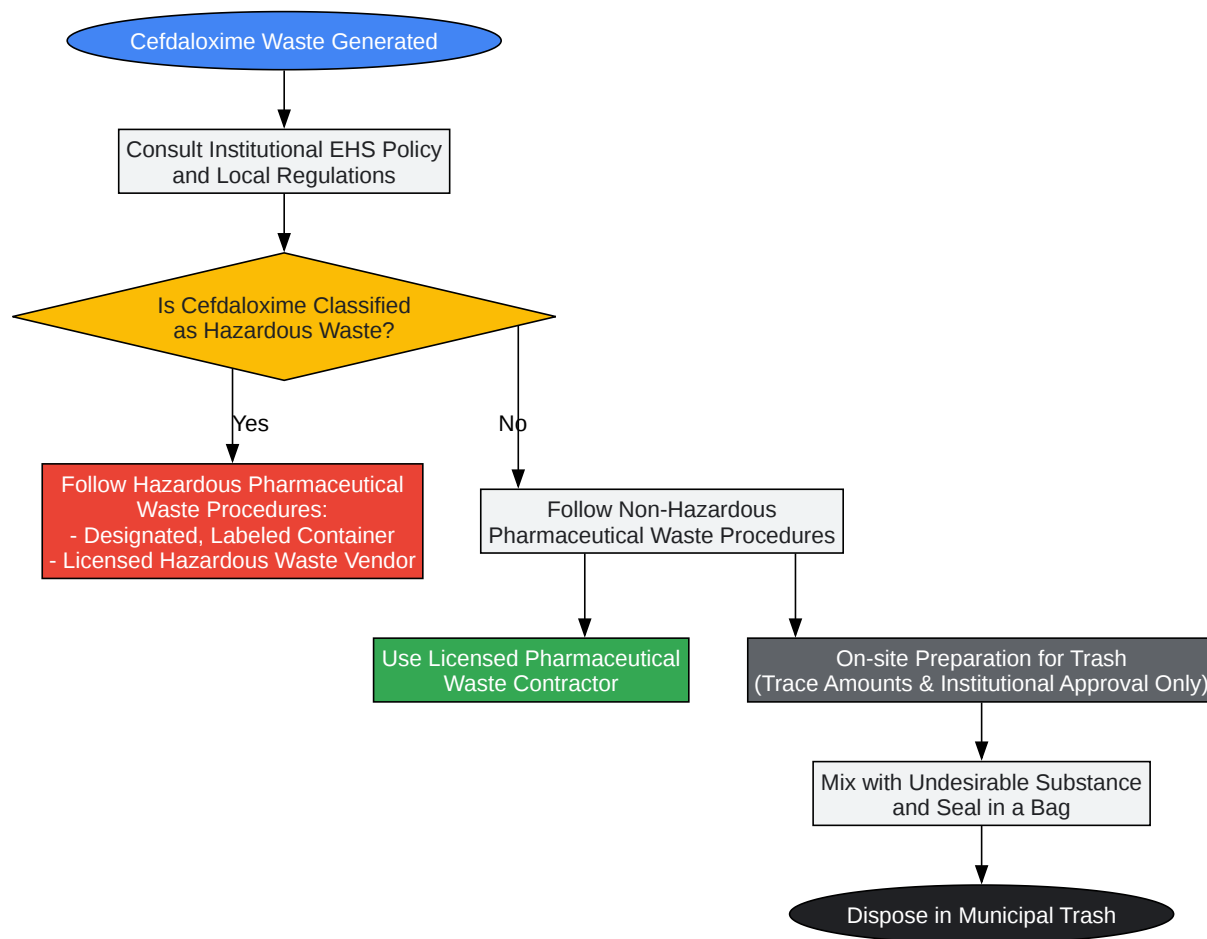 Cefdaloxime Waste Generated
Consult Institutional EHS Policy
and Local Regulations
Is Cefdaloxime Classified
as Hazardous Waste?
Yes
No
Follow Hazardous Pharmaceutical
Waste Procedures:
- Designated, Labeled Container
- Licensed Hazardous Waste Vendor
Follow Non-Hazardous
Pharmaceutical Waste Procedures
Use Licensed Pharmaceutical
Waste Contractor
On-site Preparation for Trash
(Trace Amounts & Institutional Approval Only)
Mix with Undesirable Substance
and Seal in a Bag
Dispose in Municipal Trash